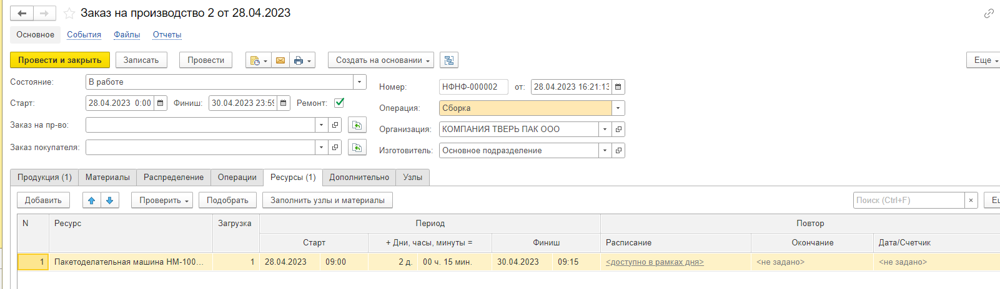 Заказ на производство 2 от 28.04.2023
Основное События Файлы Отчеты
Провести и закрыть Записать Провести Создать на основании Еще
Состояние: В работе
Номер: НФНФ-000002 от: 28.04.2023 16:21:13
Старт: 28.04.2023 0:00 Финиш: 30.04.2023 23:59 Ремонт:
Операция: Сборка
Заказ на пр-во:
Организация: КОМПАНИЯ ТВЕРЬ ПАК ООО
Заказ покупателя:
Изготовитель: Основное подразделение
Продукция (1) Материалы Распределение Операции Ресурсы (1) Дополнительно Узлы
Добавить Проверить Подобрать Заполнить узлы и материалы Поиск (Ctrl+F) ×
N Ресурс Загрузка Период Повтор
Старт + Дни, часы, минуты = Финиш Расписание Окончание Дата/Счетчик
1 Пакетоделательная машина НМ-100... 1 28.04.2023 09:00 2 д. 00 ч. 15 мин. 30.04.2023 09:15 <доступно в рамках дня> <не задано> <не задано>